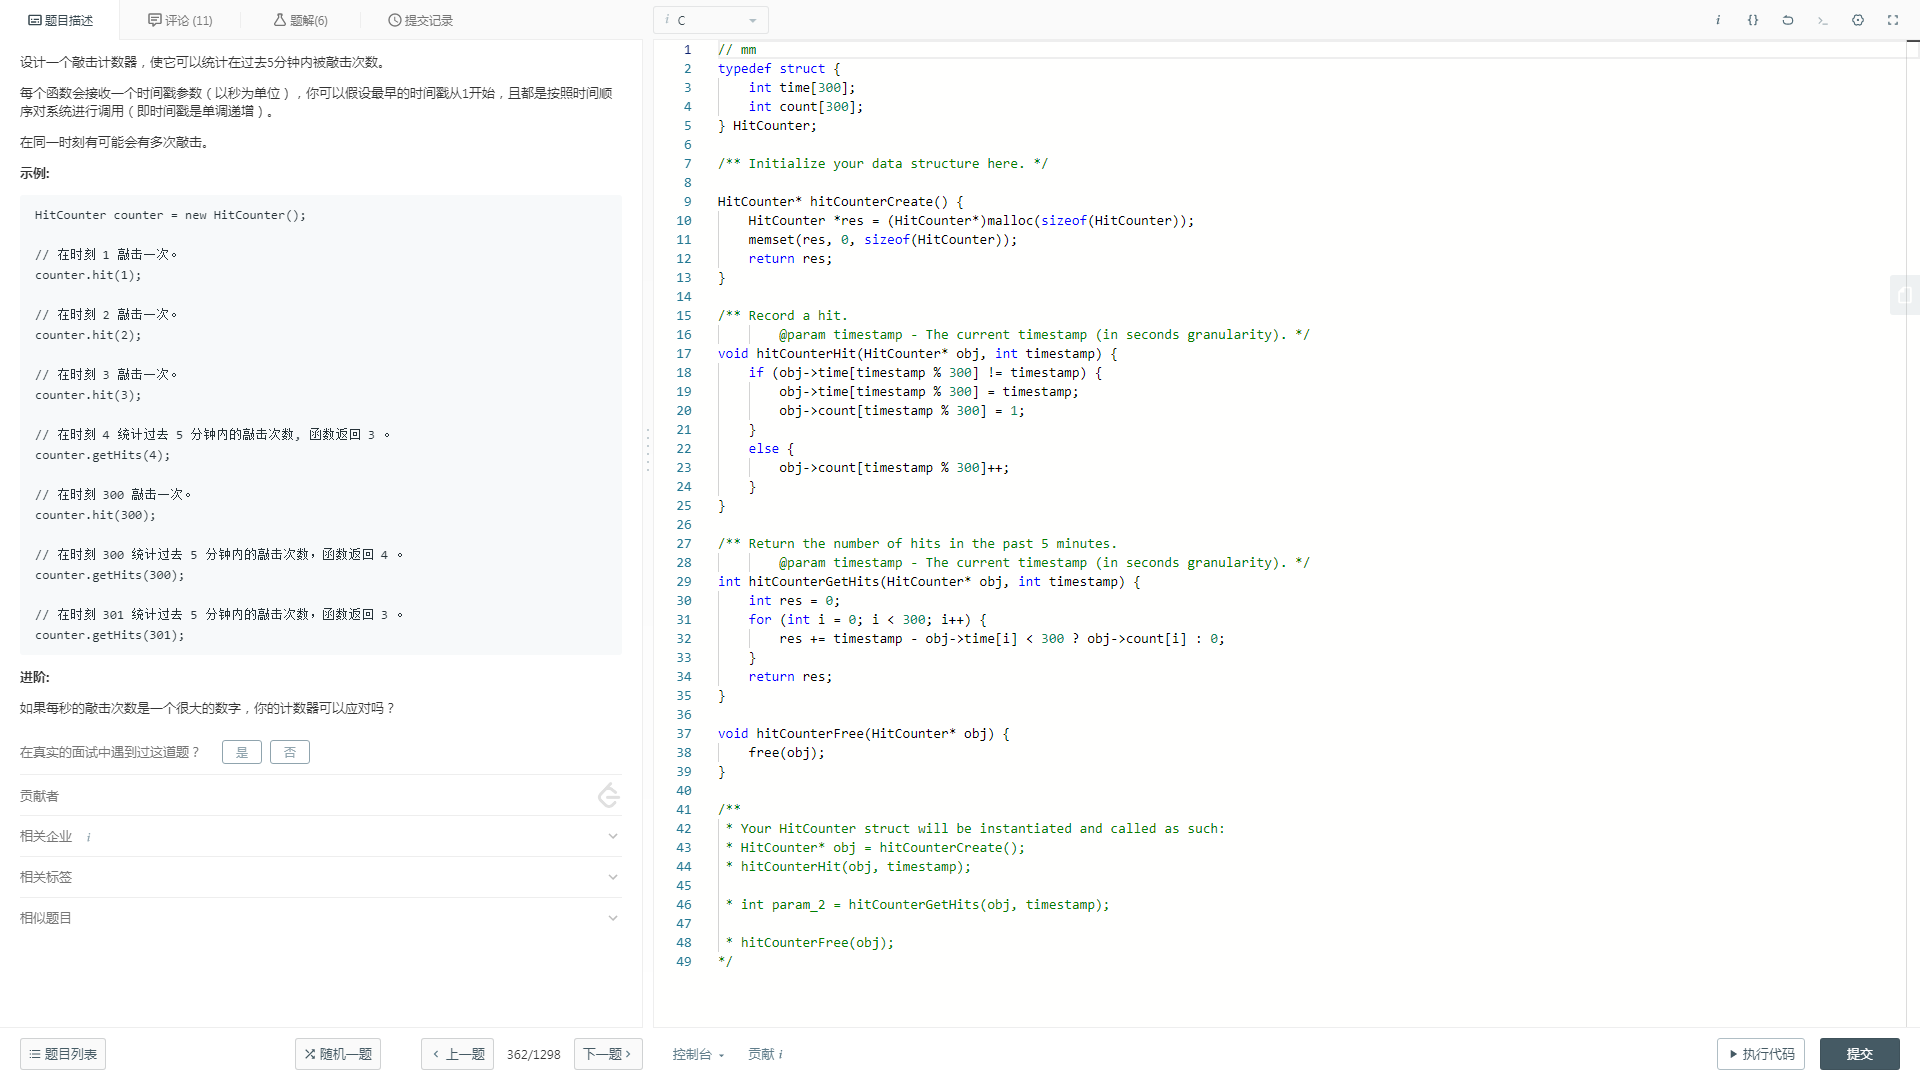 题目描述
评论 (11)
题解(6)
提交记录
设计一个敲击计数器，使它可以统计在过去5分钟内被敲击次数。
每个函数会接收一个时间戳参数（以秒为单位），你可以假设最早的时间戳从1开始，且都是按照时间顺
序对系统进行调用（即时间戳是单调递增）。
在同一时刻有可能会有多次敲击。
示例:
HitCounter counter = new HitCounter();
// 在时刻 1 敲击一次。
counter.hit(1);
// 在时刻 2 敲击一次。
counter.hit(2);
// 在时刻 3 敲击一次。
counter.hit(3);
// 在时刻 4 统计过去 5 分钟内的敲击次数, 函数返回 3 。
counter.getHits(4);
// 在时刻 300 敲击一次。
counter.hit(300);
// 在时刻 300 统计过去 5 分钟内的敲击次数，函数返回 4 。
counter.getHits(300);
// 在时刻 301 统计过去 5 分钟内的敲击次数，函数返回 3 。
counter.getHits(301);
进阶:
如果每秒的敲击次数是一个很大的数字，你的计数器可以应对吗？
在真实的面试中遇到过这道题？ 是 否
贡献者
相关企业 i
相关标签
相似题目
题目列表
随机一题
上一题
362/1298
下一题
i C
i {}
1 // mm
2 typedef struct {
3 int time[300];
4 int count[300];
5 } HitCounter;
6
7 /** Initialize your data structure here. */
8
9 HitCounter* hitCounterCreate() {
10 HitCounter *res = (HitCounter*)malloc(sizeof(HitCounter));
11 memset(res, 0, sizeof(HitCounter));
12 return res;
13 }
14
15 /** Record a hit.
16 @param timestamp - The current timestamp (in seconds granularity). */
17 void hitCounterHit(HitCounter* obj, int timestamp) {
18 if (obj->time[timestamp % 300] != timestamp) {
19 obj->time[timestamp % 300] = timestamp;
20 obj->count[timestamp % 300] = 1;
21 }
22 else {
23 obj->count[timestamp % 300]++;
24 }
25 }
26
27 /** Return the number of hits in the past 5 minutes.
28 @param timestamp - The current timestamp (in seconds granularity). */
29 int hitCounterGetHits(HitCounter* obj, int timestamp) {
30 int res = 0;
31 for (int i = 0; i < 300; i++) {
32 res += timestamp - obj->time[i] < 300 ? obj->count[i] : 0;
33 }
34 return res;
35 }
36
37 void hitCounterFree(HitCounter* obj) {
38 free(obj);
39 }
40
41 /**
42 * Your HitCounter struct will be instantiated and called as such:
43 * HitCounter* obj = hitCounterCreate();
44 * hitCounterHit(obj, timestamp);
45
46 * int param_2 = hitCounterGetHits(obj, timestamp);
47
48 * hitCounterFree(obj);
49 */
控制台
贡献 i
执行代码
提交